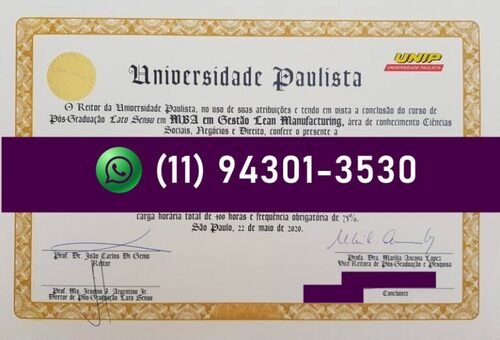 UNIP
UNIVERSIDADE PAULISTA
Universidade Paulista
O Reitor da Universidade Paulista, no uso de suas atribuições e tendo em vista a conclusão do curso de
Pós-Graduação Lato Sensu em MBA em Gestão Lean Manufacturing, área de conhecimento Ciências
Sociais, Negócios e Direito, confere o presente a
(11) 94301-3530
carga horária total de 400 horas e frequência obrigatória de 75%.
São Paulo, 22 de maio de 2020.
Prof. Dr. João Carlos Di Genio
Reitor
Profa. Dra. Marília Ancona Lopez
Vice Reitora de Pós-Graduação e Pesquisa
Prof. Ms. A. Argentino Jr.
Diretor de Pós-Graduação Lato Sensu
Concluinte